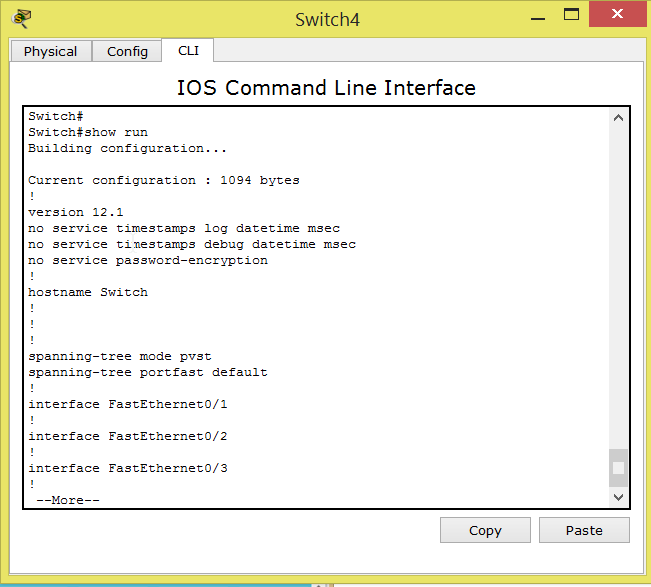 Switch4
Physical Config CLI
IOS Command Line Interface
Switch#
Switch#show run
Building configuration...
Current configuration : 1094 bytes
!
version 12.1
no service timestamps log datetime msec
no service timestamps debug datetime msec
no service password-encryption
!
hostname Switch
!
!
!
spanning-tree mode pvst
spanning-tree portfast default
!
interface FastEthernet0/1
!
interface FastEthernet0/2
!
interface FastEthernet0/3
!
--More--
Copy Paste